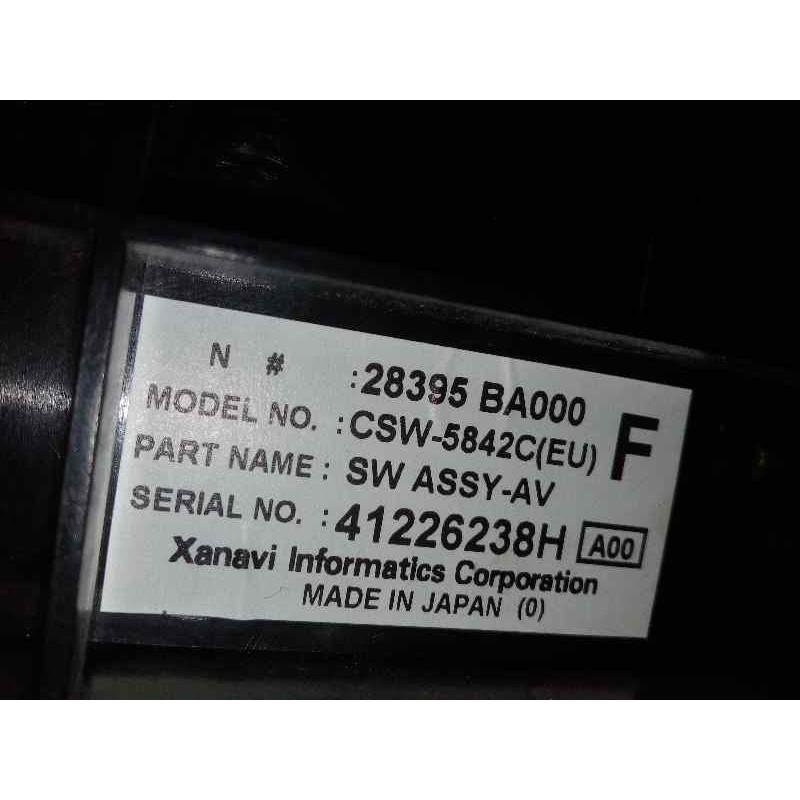 N # :28395 BA000
MODEL NO. :CSW-5842C(EU) F
PART NAME : SW ASSY-AV
SERIAL NO. :41226238H A00
Xanavi Informatics Corporation
MADE IN JAPAN (0)